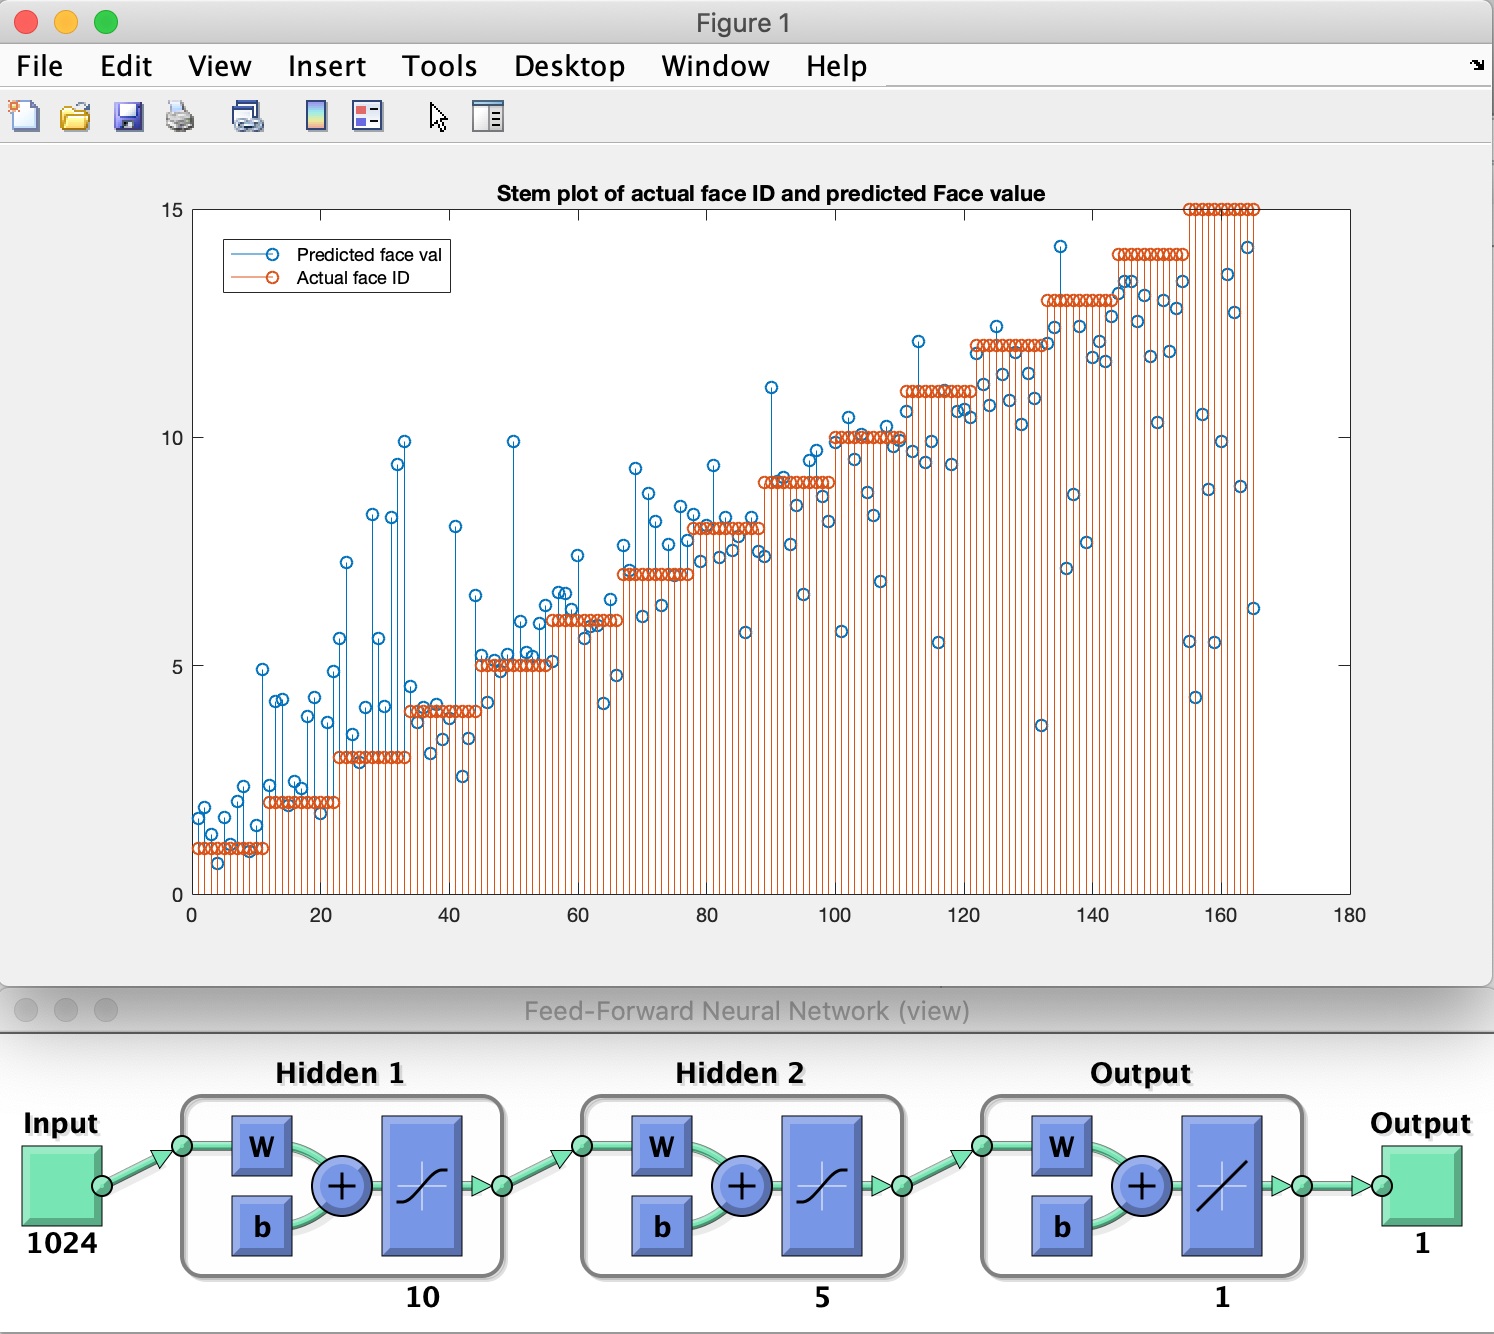 Figure 1
File Edit View Insert Tools Desktop Window Help
Stem plot of actual face ID and predicted Face value
15
Predicted face val
Actual face ID
10
5
0
0 20 40 60 80 100 120 140 160 180
Feed-Forward Neural Network (view)
Hidden 1 Hidden 2 Output
Input Output
W W W
b b b
1024 1
10 5 1